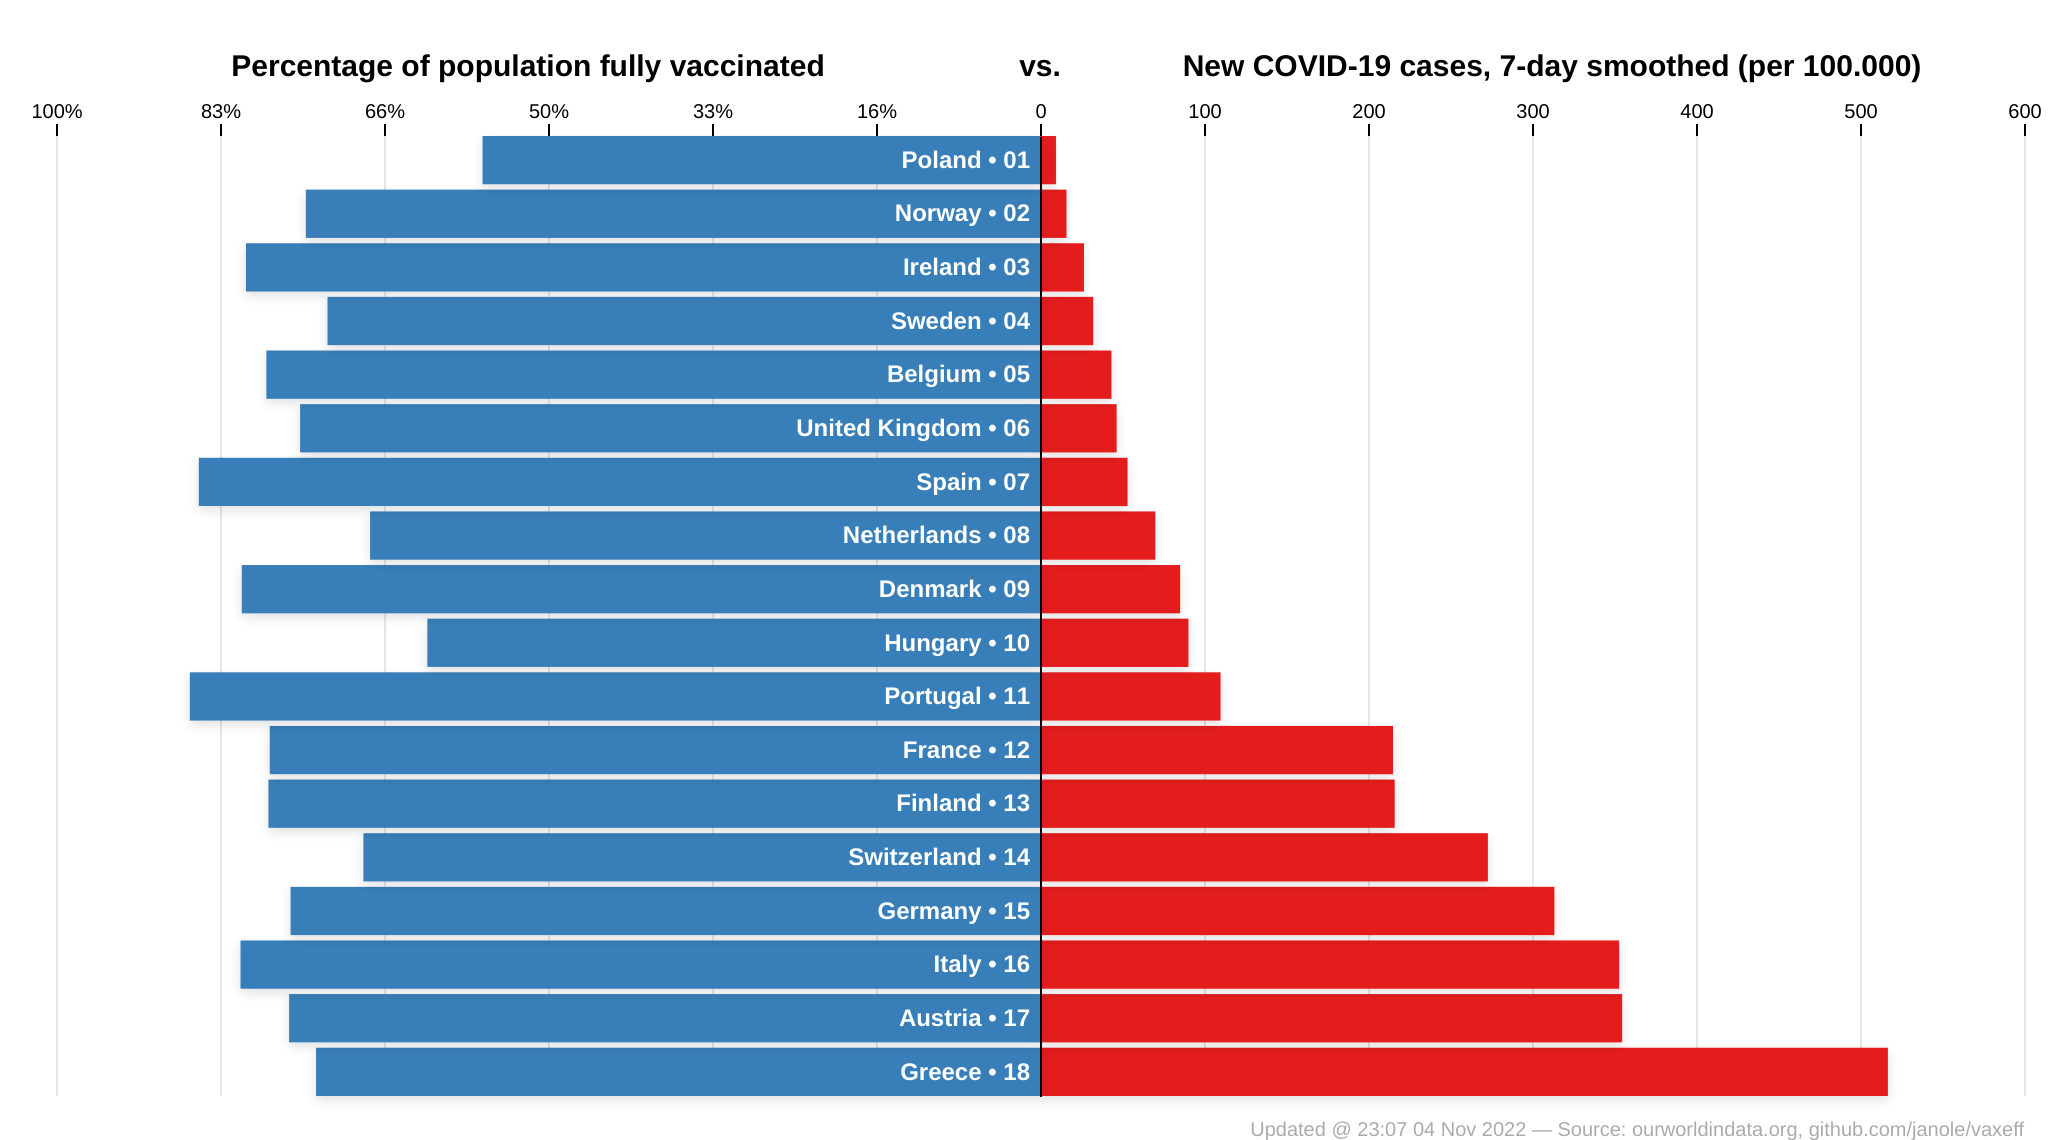 Percentage of population fully vaccinated vs. New COVID-19 cases, 7-day smoothed (per 100.000)
100% 83% 66% 50% 33% 16% 0 100 200 300 400 500 600
Poland • 01
Norway • 02
Ireland • 03
Sweden • 04
Belgium • 05
United Kingdom • 06
Spain • 07
Netherlands • 08
Denmark • 09
Hungary • 10
Portugal • 11
France • 12
Finland • 13
Switzerland • 14
Germany • 15
Italy • 16
Austria • 17
Greece • 18
Updated @ 23:07 04 Nov 2022 — Source: ourworldindata.org, github.com/janole/vaxeff